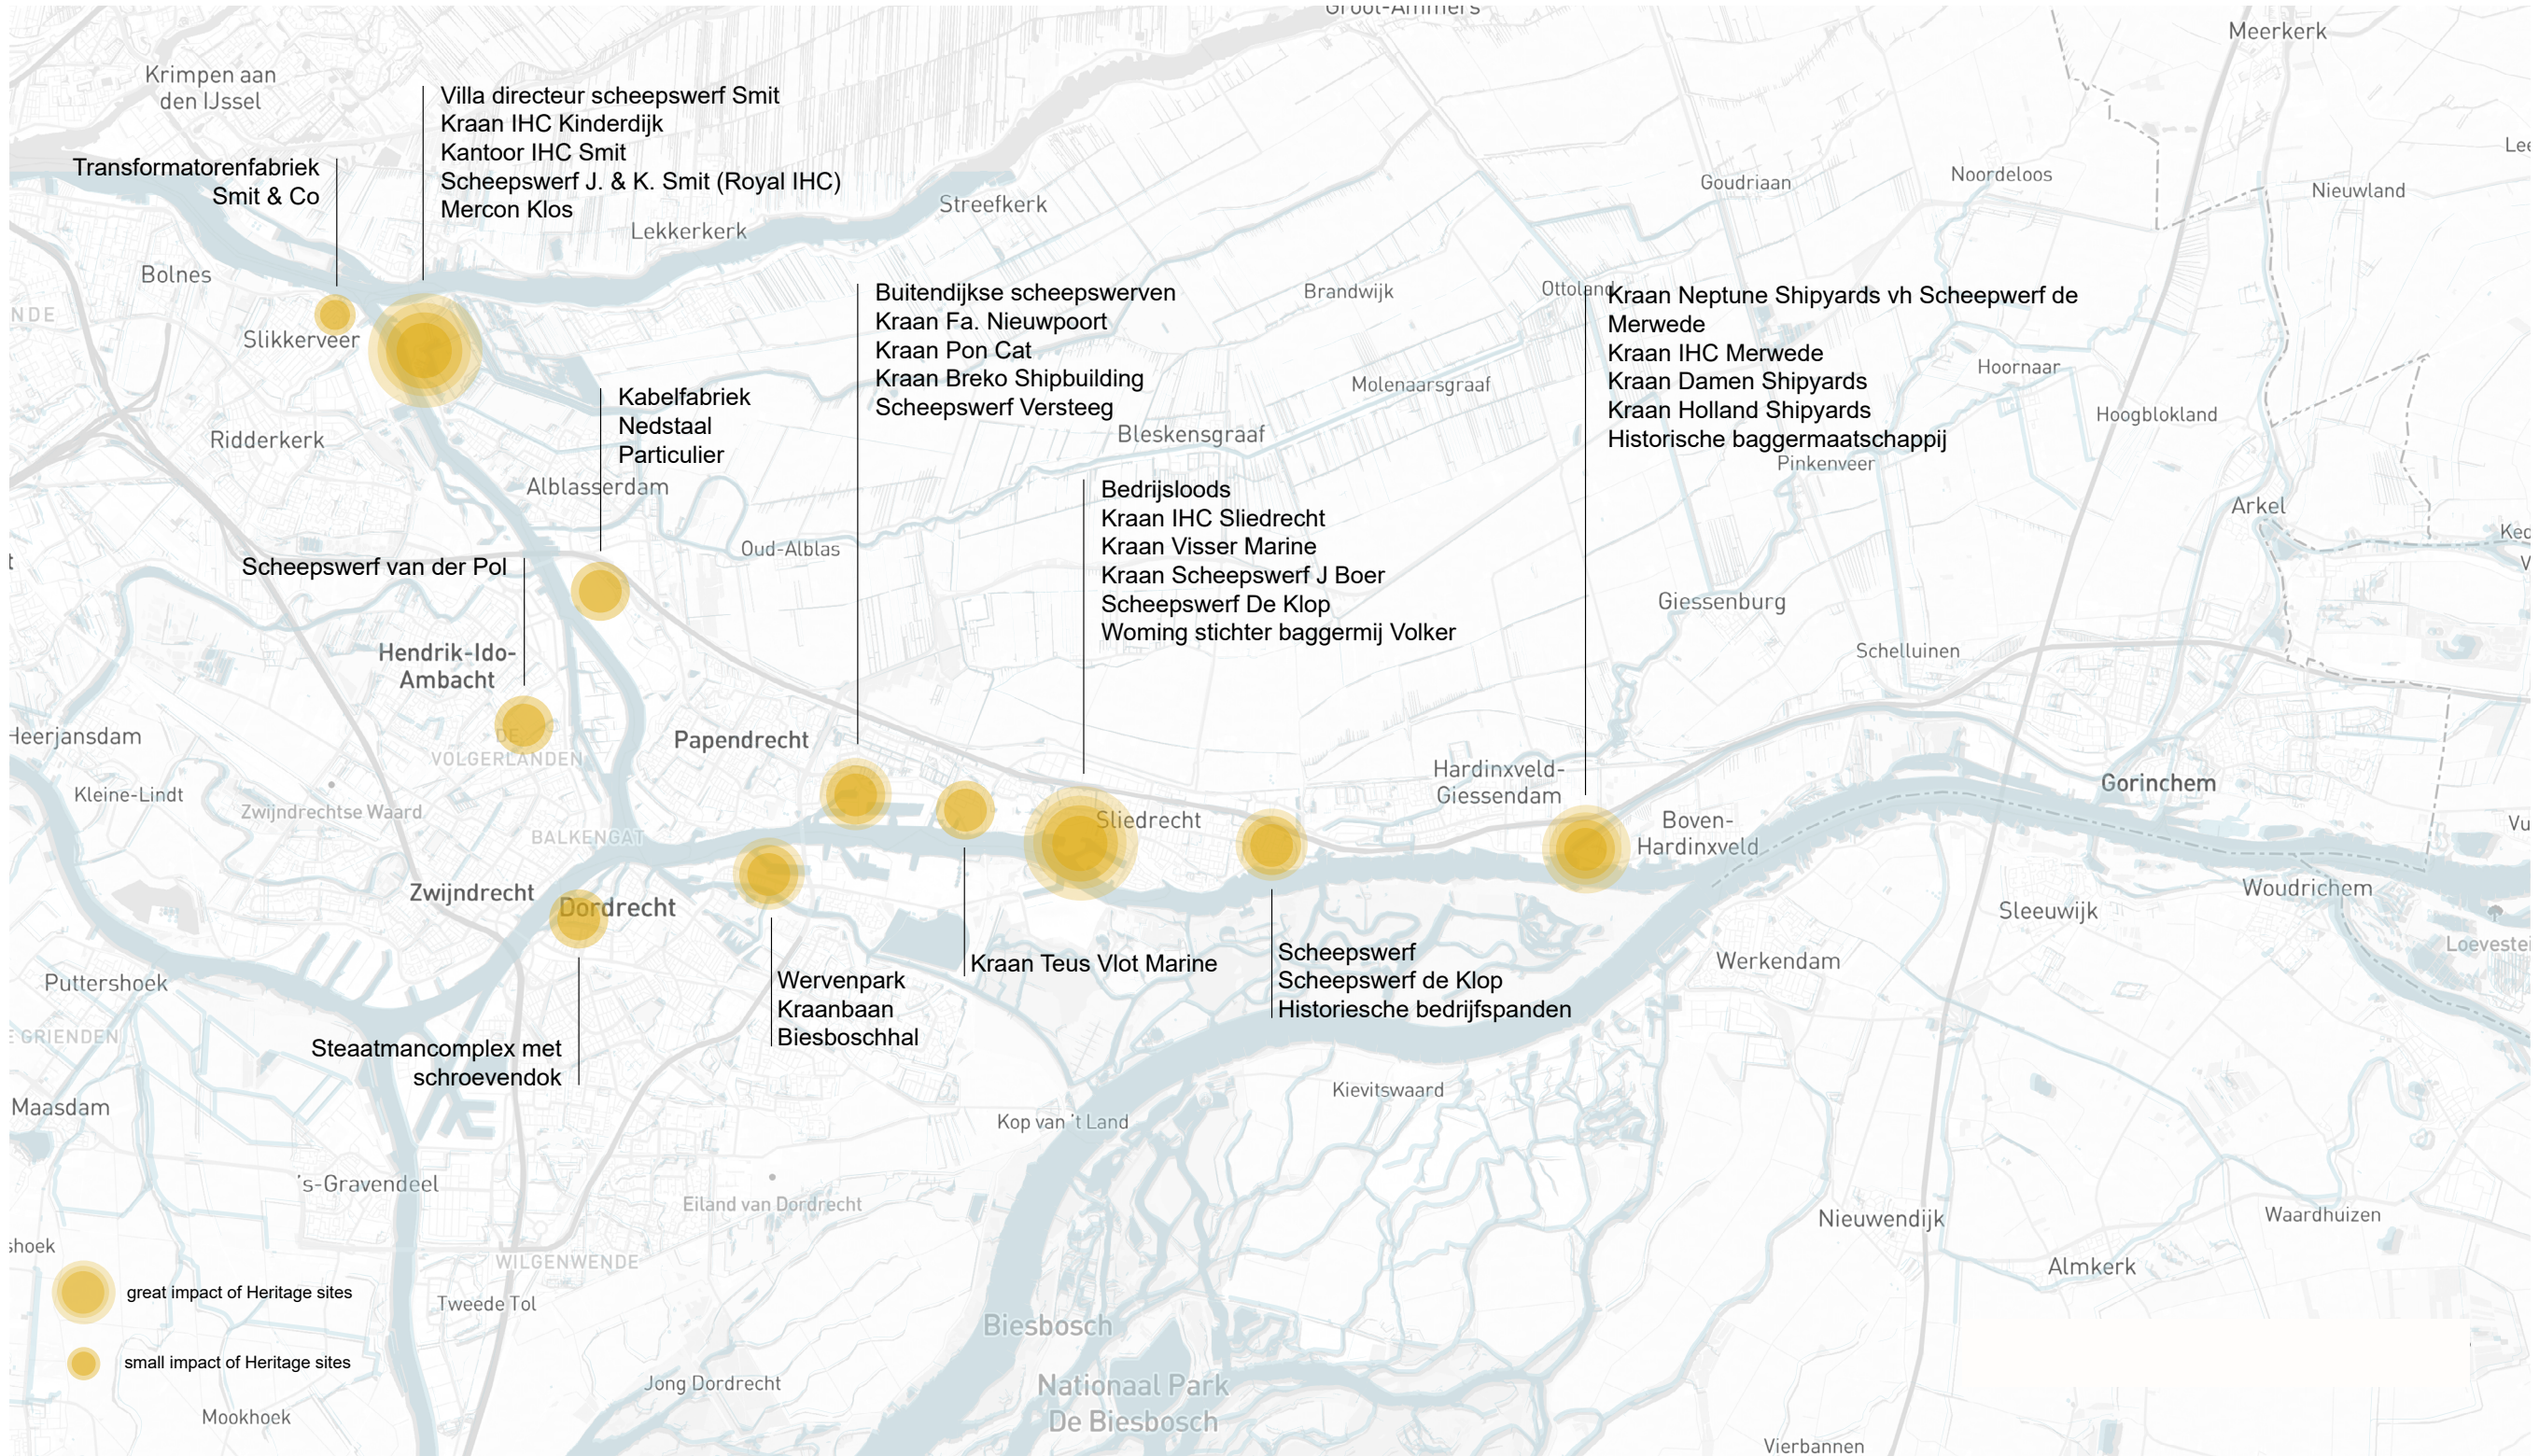 Groot-Ammers
Meerkerk
Krimpen aan
den IJssel
Villa directeur scheepswerf Smit
Kraan IHC Kinderdijk
Kantoor IHC Smit
Scheepswerf J. & K. Smit (Royal IHC)
Mercon Klos
Transformatorenfabriek
Smit & Co
Lekkerkerk
Streefkerk
Goudriaan
Noordeloos
Nieuwland
Bolnes
Slikkerveer
Ridderkerk
Buitendijkse scheepswerven
Kraan Fa. Nieuwpoort
Kraan Pon Cat
Kraan Breko Shipbuilding
Scheepswerf Versteeg
Brandwijk
Ottoland
Kraan Neptune Shipyards vh Scheepwerf de
Merwede
Kraan IHC Merwede
Kraan Damen Shipyards
Kraan Holland Shipyards
Historische baggermaatschappij
Molenaarsgraaf
Hoornaar
Hoogblokland
Pinkenveer
Bleskensgraaf
Kabelfabriek
Nedstaal
Particulier
Alblasserdam
Oud-Alblas
Bedrijsloods
Kraan IHC Sliedrecht
Kraan Visser Marine
Kraan Scheepswerf J Boer
Scheepswerf De Klop
Woming stichter baggermij Volker
Arkel
Giessenburg
Schelluinen
Scheepswerf van der Pol
Hendrik-Ido-
Ambacht
DE
VOLGERLANDEN
Heerjansdam
Kleine-Lindt
Zwijndrechtse Waard
BALKENGAT
Papendrecht
Sliedrecht
Hardinxveld-
Giessendam
Boven-
Hardinxveld
Gorinchem
Woudrichem
Sleeuwijk
Werkendam
Zwijndrecht
Dordrecht
Puttershoek
Wervenpark
Kraanbaan
Biesboschhal
Kraan Teus Vlot Marine
Scheepswerf
Scheepswerf de Klop
Historiesche bedrijfspanden
Steaatmancomplex met
schroevendok
GRIENDEN
Maasdam
Kievitswaard
Kop van 't Land
's-Gravendeel
Eiland van Dordrecht
Nieuwendijk
Waardhuizen
Almkerk
WILGENWENDE
Tweede Tol
great impact of Heritage sites
small impact of Heritage sites
Biesbosch
Jong Dordrecht
Nationaal Park
De Biesbosch
Mookhoek
Vierbannen